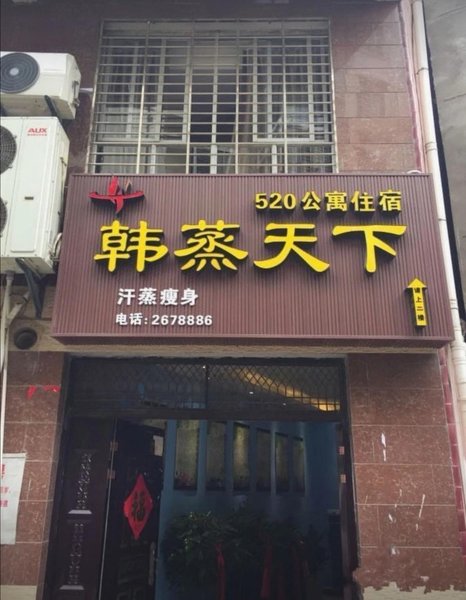 AUX
520公寓住宿
韩蒸天下
汗蒸瘦身
电话:2678886
请上二楼
福